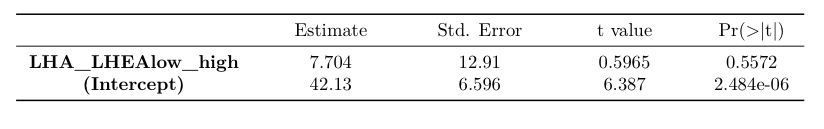 Estimate Std. Error t value Pr(>|t|)
LHA_LHEAlow_high 7.704 12.91 0.5965 0.5572
(Intercept) 42.13 6.596 6.387 2.484e-06